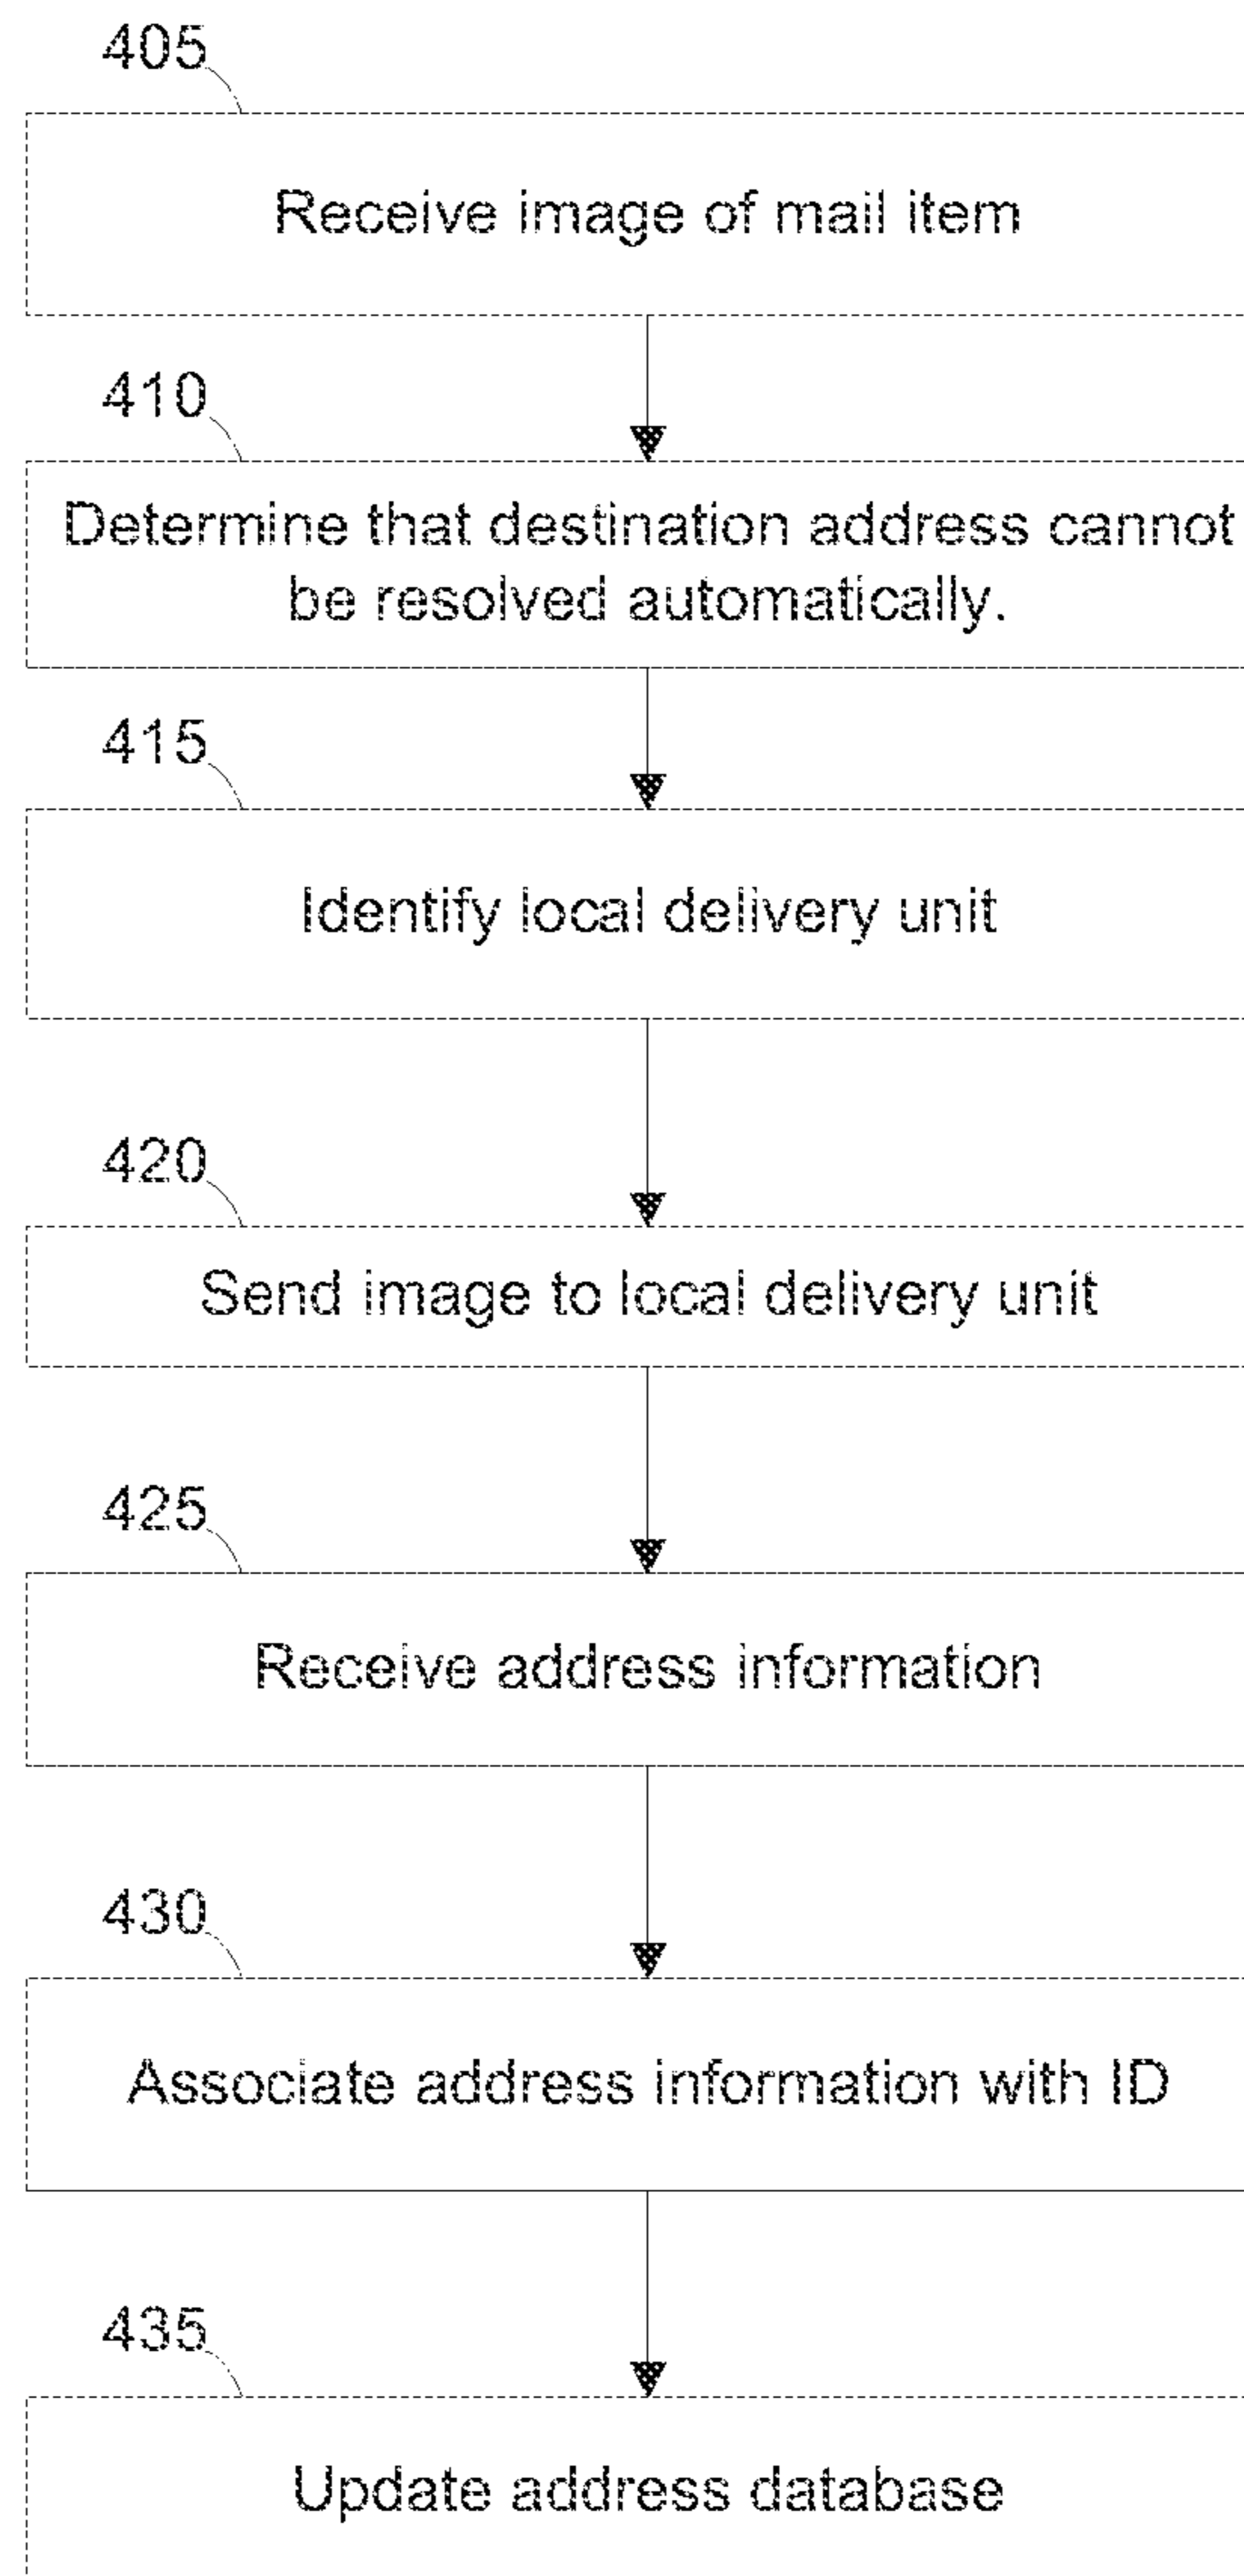 405
Receive image of mail item
410
Determine that destination address cannot
be resolved automatically.
415
Identify local delivery unit
420
Send image to local delivery unit
425
Receive address information
430
Associate address information with ID
435
Update address database